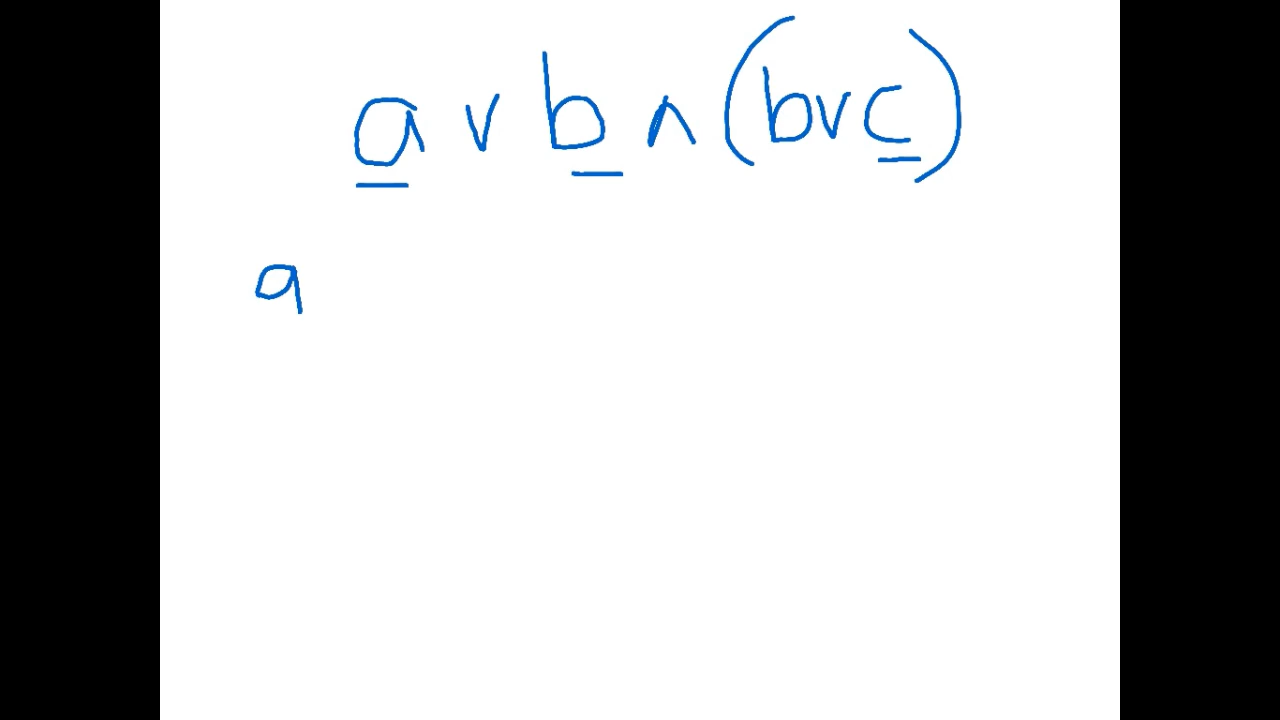 a ∨ b ∧ (b ∨ c)
a